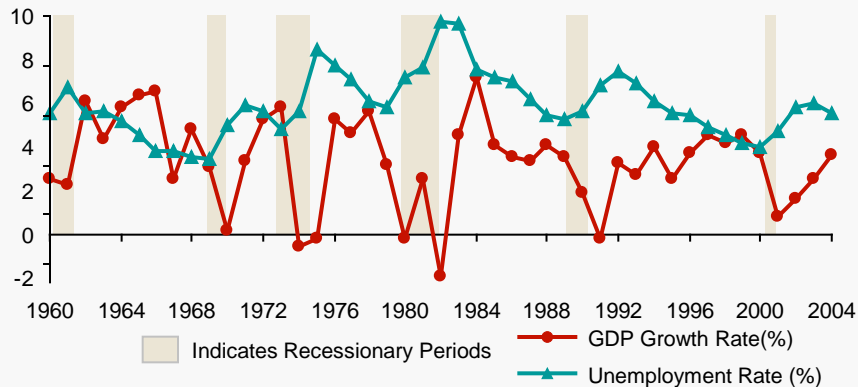 10
8
6
4
2
0
-2
1960 1964 1968 1972 1976 1980 1984 1988 1992 1996 2000 2004
Indicates Recessionary Periods
GDP Growth Rate(%)
Unemployment Rate (%)